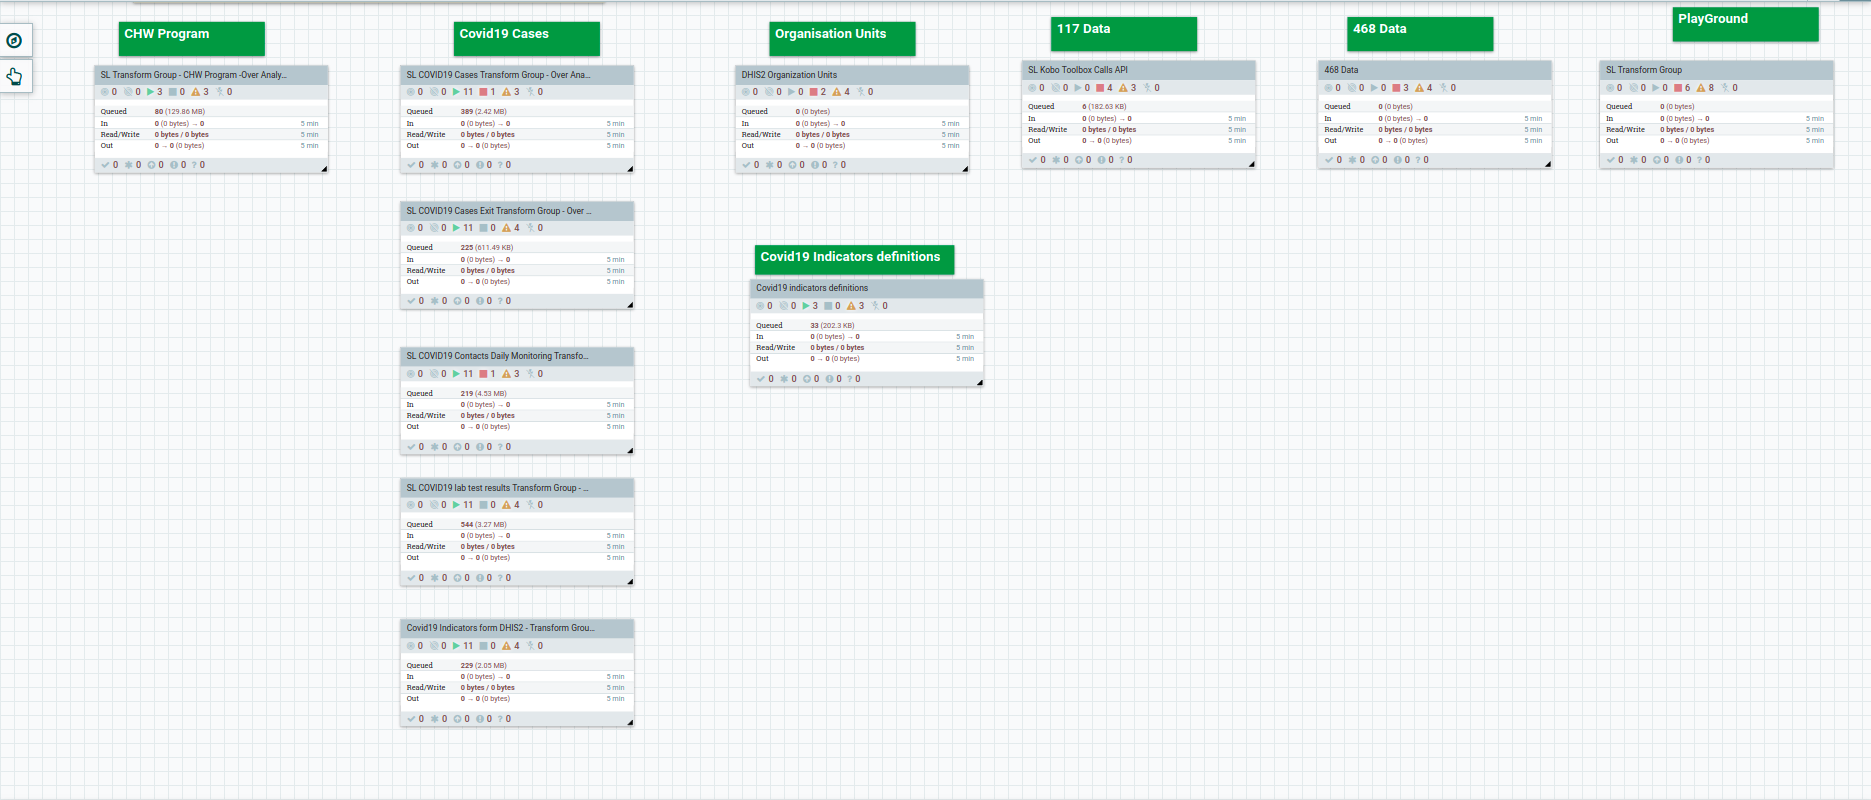 CHW Program
SL Transform Group - CHW Program -Over Analy...
0 0 3 0 3 0
Queued 80 (129.86 MB)
In 0 (0 bytes) → 0 5 min
Read/Write 0 bytes / 0 bytes 5 min
Out 0 → 0 (0 bytes) 5 min
0 0 0 0 ? 0
Covid19 Cases
SL COVID19 Cases Transform Group - Over Ana...
0 0 11 1 3 0
Queued 389 (2.42 MB)
In 0 (0 bytes) → 0 5 min
Read/Write 0 bytes / 0 bytes 5 min
Out 0 → 0 (0 bytes) 5 min
0 0 0 0 ? 0
SL COVID19 Cases Exit Transform Group - Over ...
0 0 11 0 4 0
Queued 225 (611.49 KB)
In 0 (0 bytes) → 0 5 min
Read/Write 0 bytes / 0 bytes 5 min
Out 0 → 0 (0 bytes) 5 min
0 0 0 0 ? 0
SL COVID19 Contacts Daily Monitoring Transfo...
0 0 11 1 3 0
Queued 219 (4.53 MB)
In 0 (0 bytes) → 0 5 min
Read/Write 0 bytes / 0 bytes 5 min
Out 0 → 0 (0 bytes) 5 min
0 0 0 0 ? 0
SL COVID19 lab test results Transform Group - ...
0 0 11 0 4 0
Queued 544 (3.27 MB)
In 0 (0 bytes) → 0 5 min
Read/Write 0 bytes / 0 bytes 5 min
Out 0 → 0 (0 bytes) 5 min
0 0 0 0 ? 0
Covid19 Indicators form DHIS2 - Transform Grou...
0 0 11 0 4 0
Queued 229 (2.05 MB)
In 0 (0 bytes) → 0 5 min
Read/Write 0 bytes / 0 bytes 5 min
Out 0 → 0 (0 bytes) 5 min
0 0 0 0 ? 0
Organisation Units
DHIS2 Organization Units
0 0 0 2 4 0
Queued 0 (0 bytes)
In 0 (0 bytes) → 0 5 min
Read/Write 0 bytes / 0 bytes 5 min
Out 0 → 0 (0 bytes) 5 min
0 0 0 0 ? 0
Covid19 Indicators definitions
Covid19 indicators definitions
0 0 3 0 3 0
Queued 33 (202.3 KB)
In 0 (0 bytes) → 0 5 min
Read/Write 0 bytes / 0 bytes 5 min
Out 0 → 0 (0 bytes) 5 min
0 0 0 0 ? 0
117 Data
SL Kobo Toolbox Calls API
0 0 0 4 3 0
Queued 6 (182.63 KB)
In 0 (0 bytes) → 0 5 min
Read/Write 0 bytes / 0 bytes 5 min
Out 0 → 0 (0 bytes) 5 min
0 0 0 0 ? 0
468 Data
468 Data
0 0 0 3 4 0
Queued 0 (0 bytes)
In 0 (0 bytes) → 0 5 min
Read/Write 0 bytes / 0 bytes 5 min
Out 0 → 0 (0 bytes) 5 min
0 0 0 0 ? 0
PlayGround
SL Transform Group
0 0 0 6 8 0
Queued 0 (0 bytes)
In 0 (0 bytes) → 0 5 min
Read/Write 0 bytes / 0 bytes 5 min
Out 0 → 0 (0 bytes) 5 min
0 0 0 0 ? 0